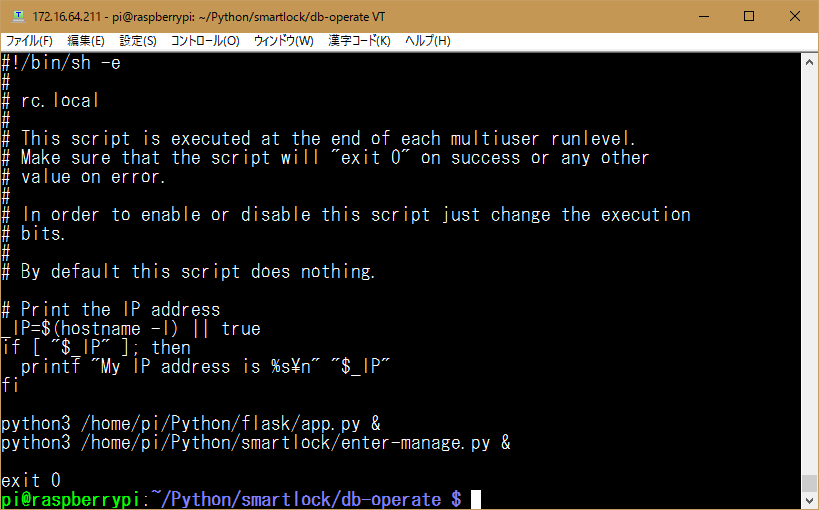 172.16.64.211 - pi@raspberrypi: ~/Python/smartlock/db-operate VT
ファイル(F) 編集(E) 設定(S) コントロール(O) ウィンドウ(W) 漢字コード(K) ヘルプ(H)
#!/bin/sh -e
#
# rc.local
#
# This script is executed at the end of each multiuser runlevel.
# Make sure that the script will "exit 0" on success or any other
# value on error.
#
# In order to enable or disable this script just change the execution
# bits.
#
# By default this script does nothing.
# Print the IP address
_IP=$(hostname -I) || true
if [ "$_IP" ]; then
  printf "My IP address is %s¥n" "$_IP"
fi
python3 /home/pi/Python/flask/app.py &
python3 /home/pi/Python/smartlock/enter-manage.py &
exit 0
pi@raspberrypi:~/Python/smartlock/db-operate $